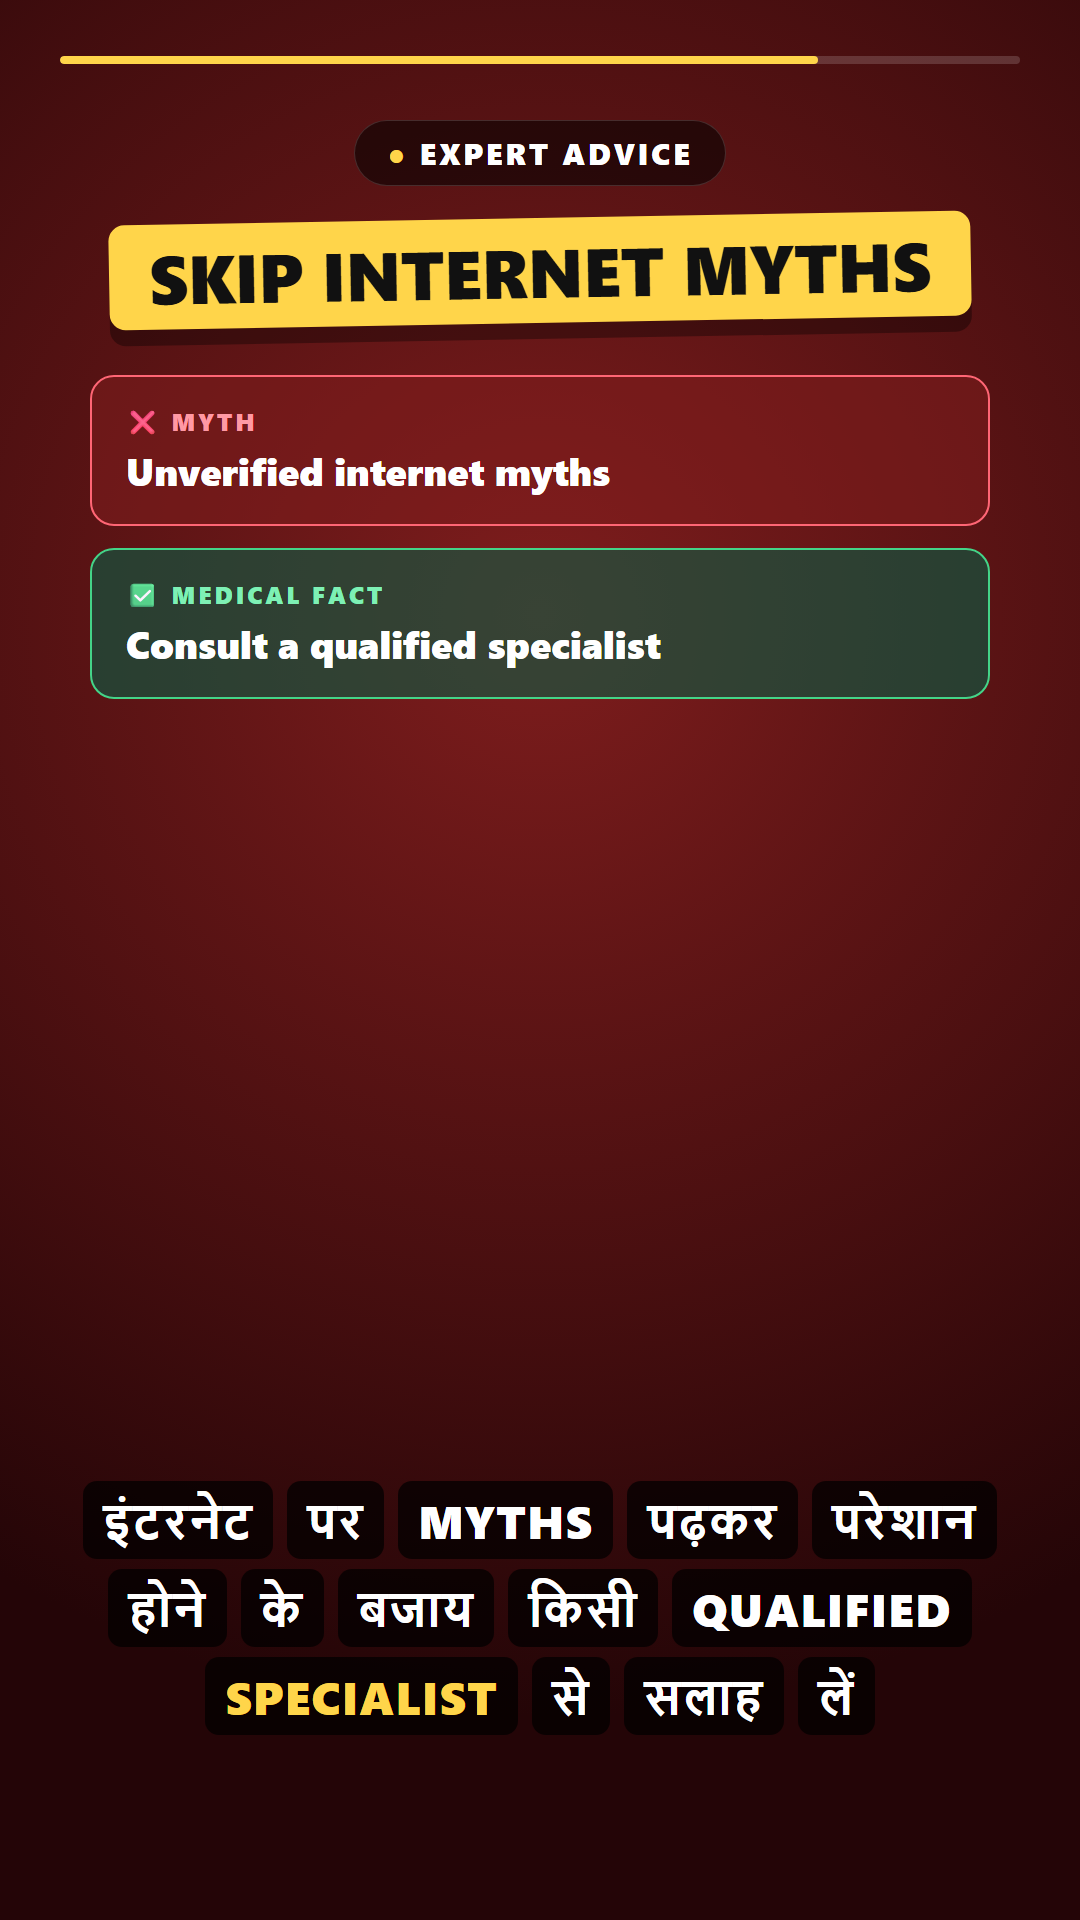 EXPERT ADVICE
SKIP INTERNET MYTHS
❌ MYTH
Unverified internet myths
✅ MEDICAL FACT
Consult a qualified specialist
इंटरनेट पर MYTHS पढ़कर परेशान
होने के बजाय किसी QUALIFIED
SPECIALIST से सलाह लें